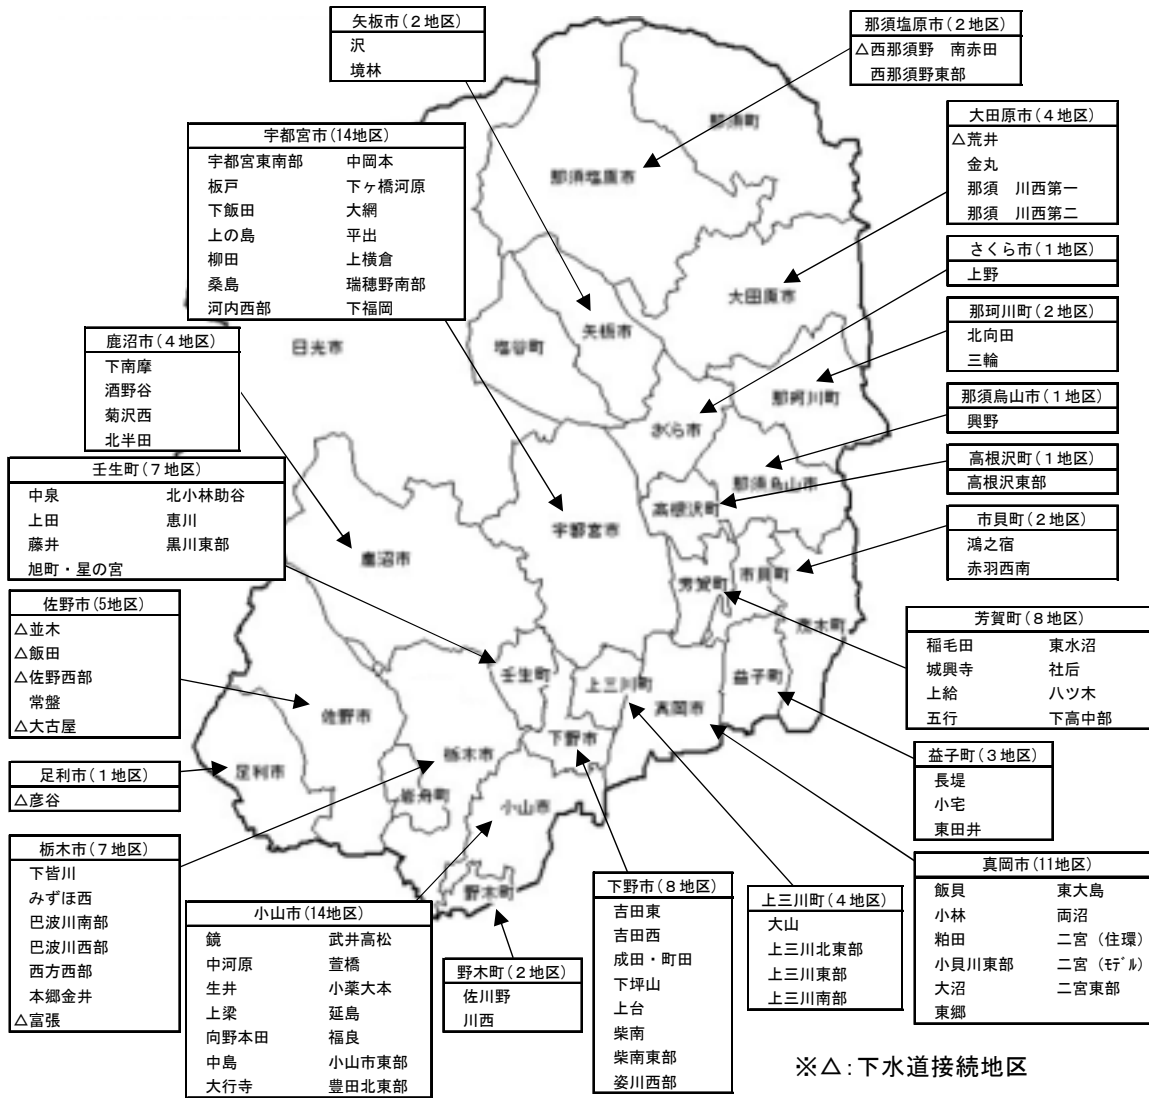 矢板市(2地区)
沢
境林
那須塩原市(2地区)
△西那須野　南赤田
西那須野東部
大田原市(4地区)
△荒井
金丸
那須　川西第一
那須　川西第二
宇都宮市(14地区)
宇都宮東南部　中岡本
板戸　下ヶ橋河原
下飯田　大網
上の島　平出
柳田　上横倉
桑島　瑞穂野南部
河内西部　下福岡
さくら市(1地区)
上野
那珂川町(2地区)
北向田
三輪
鹿沼市(4地区)
下南摩
酒野谷
菊沢西
北半田
那須烏山市(1地区)
興野
高根沢町(1地区)
高根沢東部
壬生町(7地区)
中泉　北小林助谷
上田　恵川
藤井　黒川東部
旭町・星の宮
市貝町(2地区)
鴻之宿
赤羽西南
佐野市(5地区)
△並木
△飯田
△佐野西部
常盤
△大古屋
芳賀町(8地区)
稲毛田　東水沼
城興寺　社后
上給　八ツ木
五行　下高中部
足利市(1地区)
△彦谷
益子町(3地区)
長堤
小宅
東田井
栃木市(7地区)
下皆川
みずほ西
巴波川南部
巴波川西部
西方西部
本郷金井
△富張
小山市(14地区)
鏡　武井高松
中河原　萱橋
生井　小薬大本
上梁　延島
向野本田　福良
中島　小山市東部
大行寺　豊田北東部
野木町(2地区)
佐川野
川西
下野市(8地区)
吉田東
吉田西
成田・町田
下坪山
上台
柴南
柴南東部
姿川西部
上三川町(4地区)
大山
上三川北東部
上三川東部
上三川南部
真岡市(11地区)
飯貝　東大島
小林　両沼
粕田　二宮（住環）
小貝川東部　二宮（ﾓﾃﾞﾙ）
大沼　二宮東部
東郷
那須町
那須塩原市
大田原市
矢板市
塩谷町
日光市
那珂川町
さくら市
那須烏山市
高根沢町
宇都宮市
鹿沼市
芳賀町
市貝町
茂木町
益子町
壬生町
上三川町
真岡市
佐野市
下野市
栃木市
足利市
岩舟町
小山市
野木町
※△:下水道接続地区